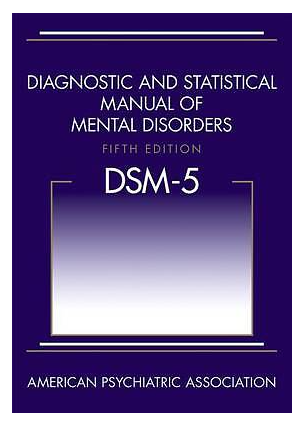 DIAGNOSTIC AND STATISTICAL
MANUAL OF
MENTAL DISORDERS
FIFTH EDITION
DSM-5
AMERICAN PSYCHIATRIC ASSOCIATION